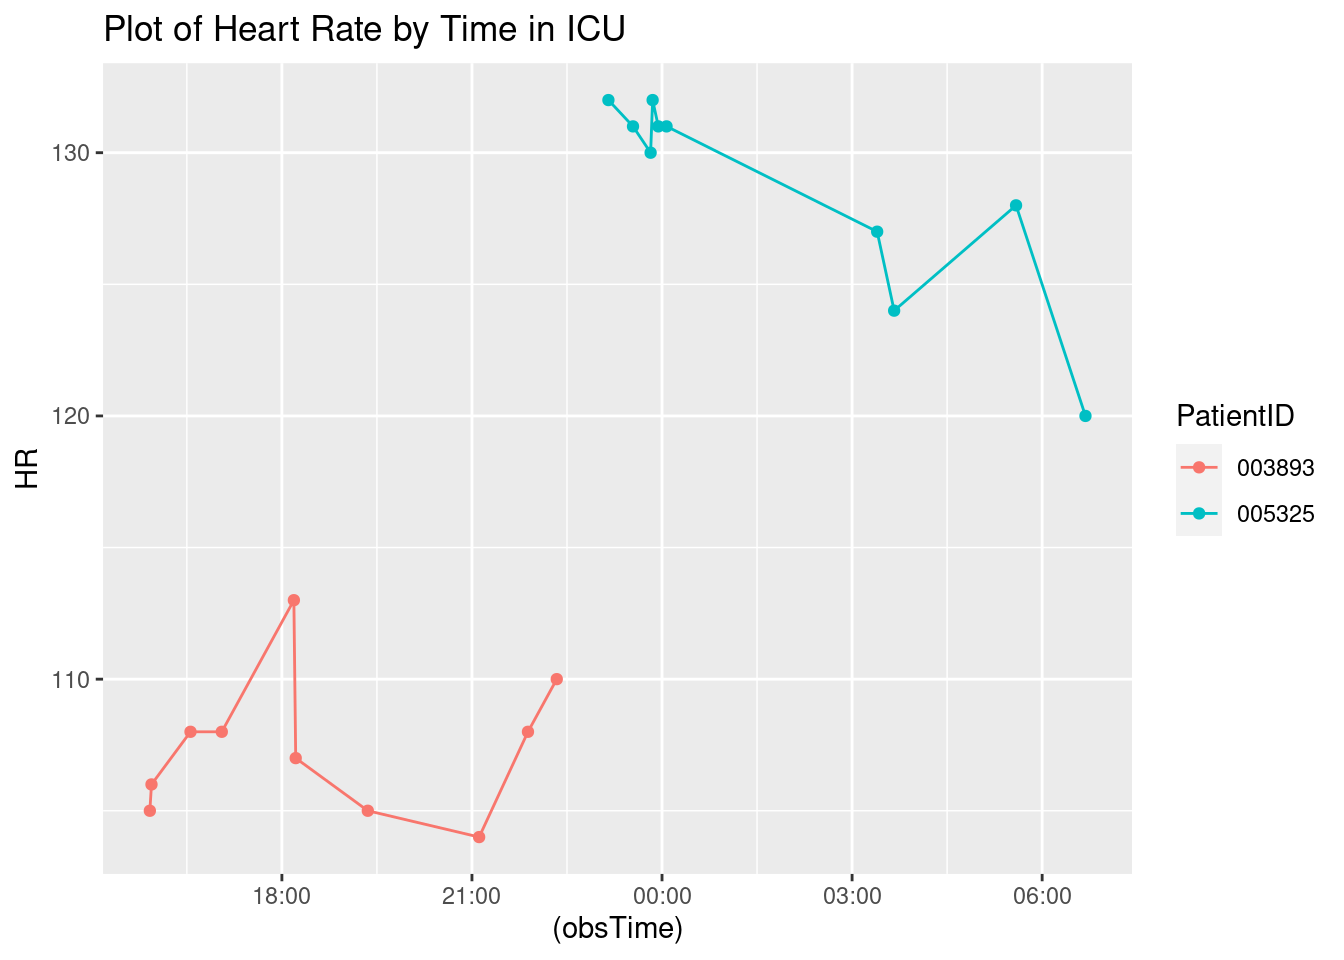 Plot of Heart Rate by Time in ICU
130
120
110
HR
18:00
21:00
00:00
03:00
06:00
(obsTime)
PatientID
003893
005325